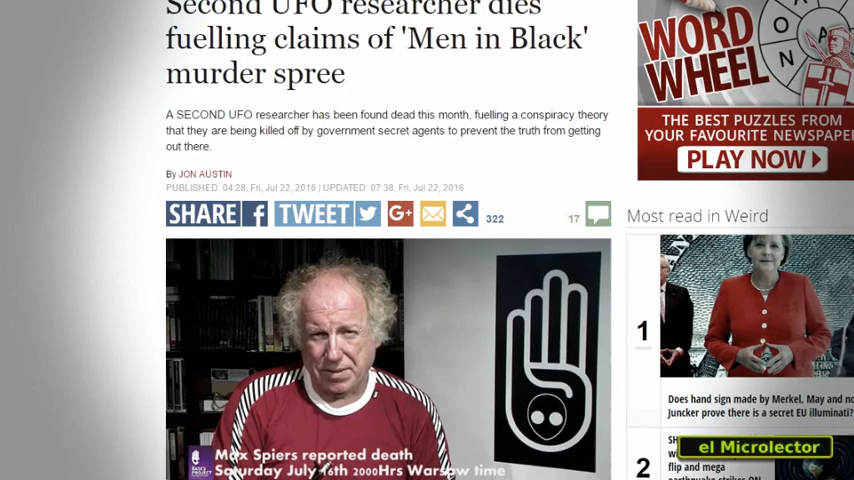 Second UFO researcher dies
fuelling claims of 'Men in Black'
murder spree
A SECOND UFO researcher has been found dead this month, fuelling a conspiracy theory
that they are being killed off by government secret agents to prevent the truth from getting
out there.
By JON AUSTIN
PUBLISHED: 04:28, Fri, Jul 22, 2016 | UPDATED: 07:38, Fri, Jul 22, 2016
SHARE f TWEET G+ 322 17
Max Spiers reported death
Saturday July 16th 2000Hrs Warsaw time
BASES PROJECT
WORD
WHEEL
O N A A
THE BEST PUZZLES FROM
YOUR FAVOURITE NEWSPAPER
PLAY NOW
Most read in Weird
1
Does hand sign made by Merkel, May and no
Juncker prove there is a secret EU illuminati?
2
flip and mega
earthquake strikes ON
el Microlector